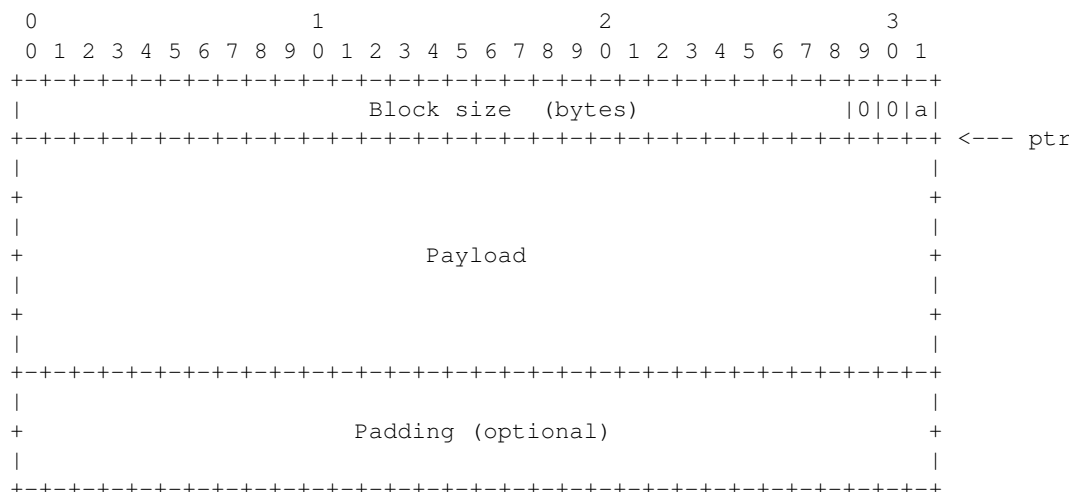 0                   1                   2                   3
 0 1 2 3 4 5 6 7 8 9 0 1 2 3 4 5 6 7 8 9 0 1 2 3 4 5 6 7 8 9 0 1
+-+-+-+-+-+-+-+-+-+-+-+-+-+-+-+-+-+-+-+-+-+-+-+-+-+-+-+-+-+-+-+-+
|                        Block size  (bytes)              |0|0|a|
+-+-+-+-+-+-+-+-+-+-+-+-+-+-+-+-+-+-+-+-+-+-+-+-+-+-+-+-+-+-+-+-+ <--- ptr
|                                                               |
+                                                               +
|                                                               |
+                            Payload                            +
|                                                               |
+                                                               +
|                                                               |
+-+-+-+-+-+-+-+-+-+-+-+-+-+-+-+-+-+-+-+-+-+-+-+-+-+-+-+-+-+-+-+-+
|                                                               |
+                       Padding (optional)                      +
|                                                               |
+-+-+-+-+-+-+-+-+-+-+-+-+-+-+-+-+-+-+-+-+-+-+-+-+-+-+-+-+-+-+-+-+